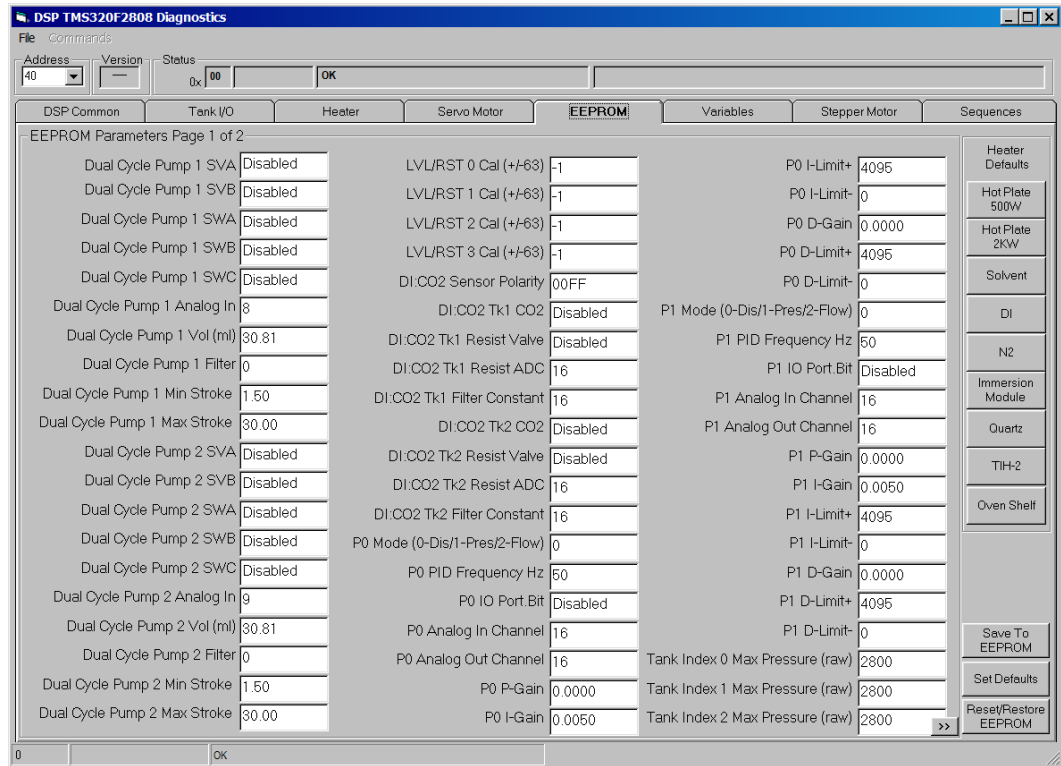 DSP TMS320F2808 Diagnostics
File Commands
Address Version Status
40 — 0x 00 OK
DSP Common Tank I/O Heater Servo Motor EEPROM Variables Stepper Motor Sequences
EEPROM Parameters Page 1 of 2
Dual Cycle Pump 1 SVA Disabled
Dual Cycle Pump 1 SVB Disabled
Dual Cycle Pump 1 SWA Disabled
Dual Cycle Pump 1 SWB Disabled
Dual Cycle Pump 1 SWC Disabled
Dual Cycle Pump 1 Analog In 8
Dual Cycle Pump 1 Vol (ml) 30.81
Dual Cycle Pump 1 Filter 0
Dual Cycle Pump 1 Min Stroke 1.50
Dual Cycle Pump 1 Max Stroke 30.00
Dual Cycle Pump 2 SVA Disabled
Dual Cycle Pump 2 SVB Disabled
Dual Cycle Pump 2 SWA Disabled
Dual Cycle Pump 2 SWB Disabled
Dual Cycle Pump 2 SWC Disabled
Dual Cycle Pump 2 Analog In 9
Dual Cycle Pump 2 Vol (ml) 30.81
Dual Cycle Pump 2 Filter 0
Dual Cycle Pump 2 Min Stroke 1.50
Dual Cycle Pump 2 Max Stroke 30.00
LVL/RST 0 Cal (+/-63) -1
LVL/RST 1 Cal (+/-63) -1
LVL/RST 2 Cal (+/-63) -1
LVL/RST 3 Cal (+/-63) -1
DI:CO2 Sensor Polarity 00FF
DI:CO2 Tk1 CO2 Disabled
DI:CO2 Tk1 Resist Valve Disabled
DI:CO2 Tk1 Resist ADC 16
DI:CO2 Tk1 Filter Constant 16
DI:CO2 Tk2 CO2 Disabled
DI:CO2 Tk2 Resist Valve Disabled
DI:CO2 Tk2 Resist ADC 16
DI:CO2 Tk2 Filter Constant 16
P0 Mode (0-Dis/1-Pres/2-Flow) 0
P0 PID Frequency Hz 50
P0 IO Port.Bit Disabled
P0 Analog In Channel 16
P0 Analog Out Channel 16
P0 P-Gain 0.0000
P0 I-Gain 0.0050
P0 I-Limit+ 4095
P0 I-Limit- 0
P0 D-Gain 0.0000
P0 D-Limit+ 4095
P0 D-Limit- 0
P1 Mode (0-Dis/1-Pres/2-Flow) 0
P1 PID Frequency Hz 50
P1 IO Port.Bit Disabled
P1 Analog In Channel 16
P1 Analog Out Channel 16
P1 P-Gain 0.0000
P1 I-Gain 0.0050
P1 I-Limit+ 4095
P1 I-Limit- 0
P1 D-Gain 0.0000
P1 D-Limit+ 4095
P1 D-Limit- 0
Tank Index 0 Max Pressure (raw) 2800
Tank Index 1 Max Pressure (raw) 2800
Tank Index 2 Max Pressure (raw) 2800
>>
Heater
Defaults
Hot Plate
500W
Hot Plate
2KW
Solvent
DI
N2
Immersion
Module
Quartz
TIH-2
Oven Shelf
Save To
EEPROM
Set Defaults
Reset/Restore
EEPROM
0 OK